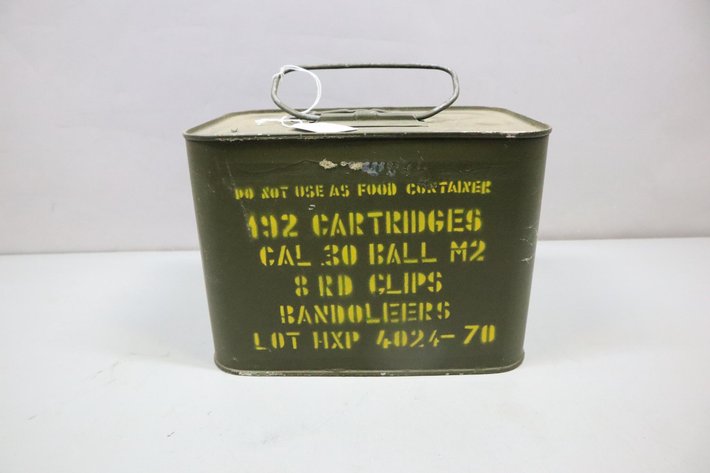 DO NOT USE AS FOOD CONTAINER
192 CARTRIDGES
CAL .30 BALL M2
8 RD CLIPS
BANDOLEERS
LOT HXP 4024-70